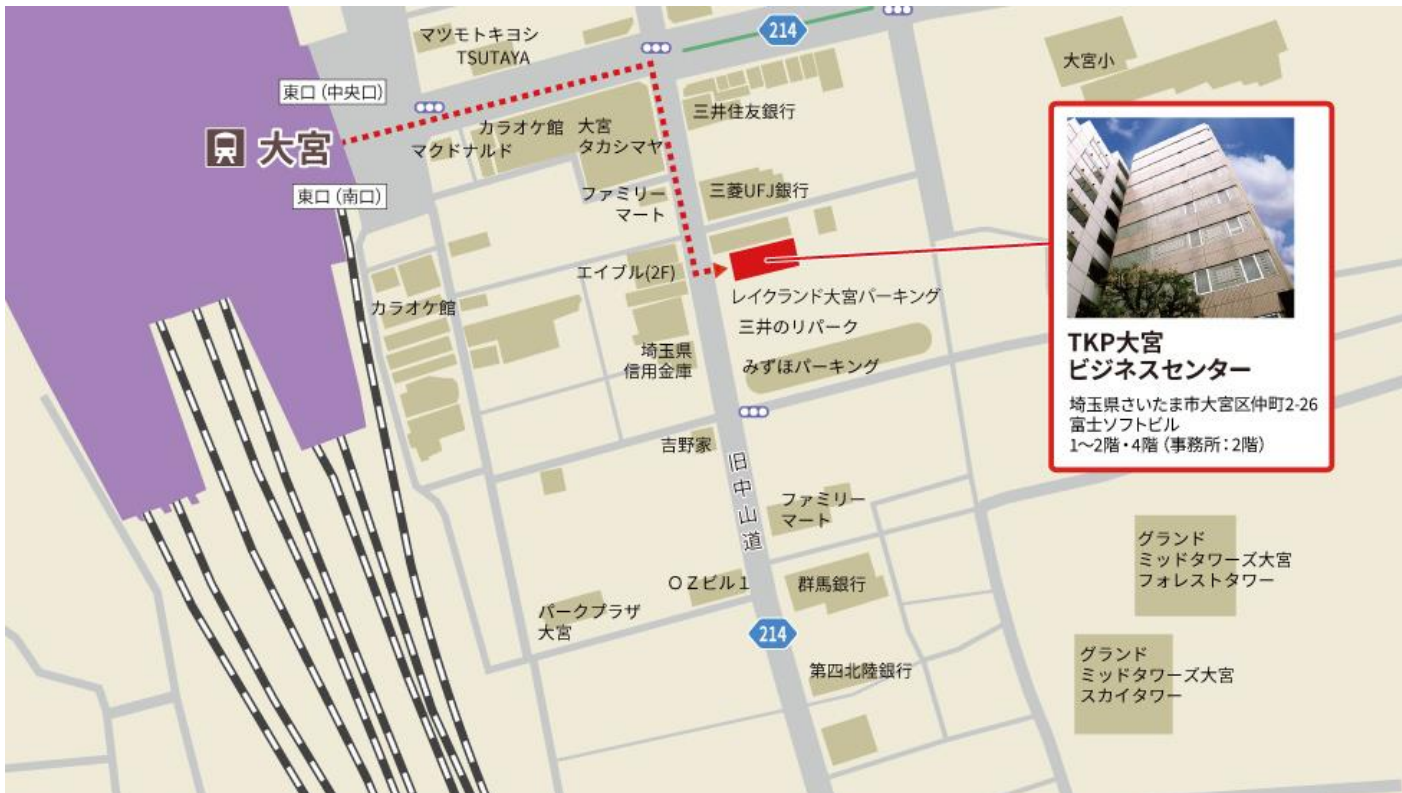 マツモトキヨシ
TSUTAYA
214
大宮小
東口（中央口）
大宮
東口（南口）
カラオケ館
マクドナルド
大宮
タカシマヤ
三井住友銀行
ファミリー
マート
三菱UFJ銀行
エイブル(2F)
レイクランド大宮パーキング
カラオケ館
三井のリパーク
埼玉県
信用金庫
みずほパーキング
吉野家
旧中山道
ファミリー
マート
OZビル1
群馬銀行
パークプラザ
大宮
214
第四北陸銀行
TKP大宮
ビジネスセンター
埼玉県さいたま市大宮区仲町2-26
富士ソフトビル
1〜2階・4階（事務所：2階）
グランド
ミッドタワーズ大宮
フォレストタワー
グランド
ミッドタワーズ大宮
スカイタワー